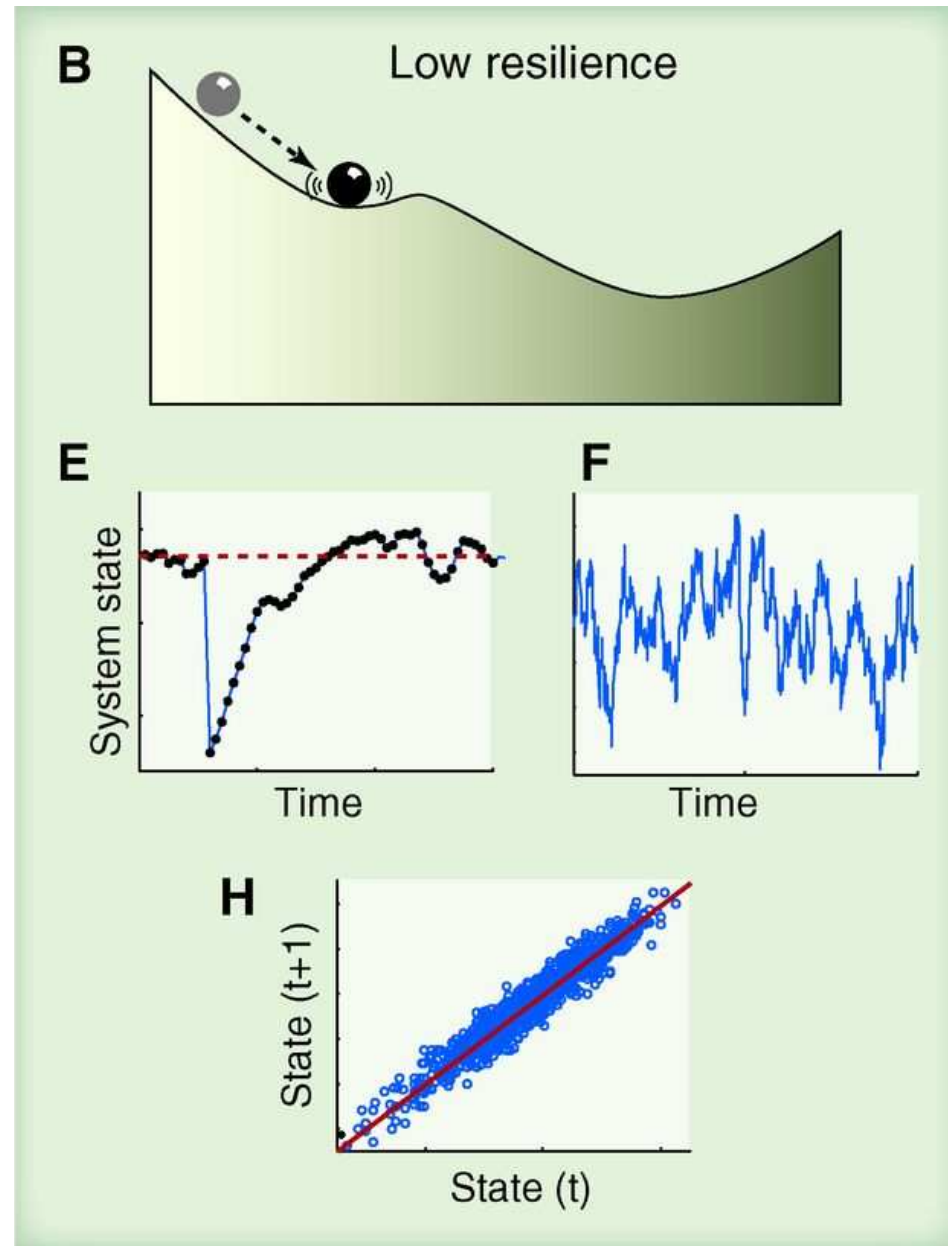 B
Low resilience
E
F
System state
Time
Time
H
State (t+1)
State (t)